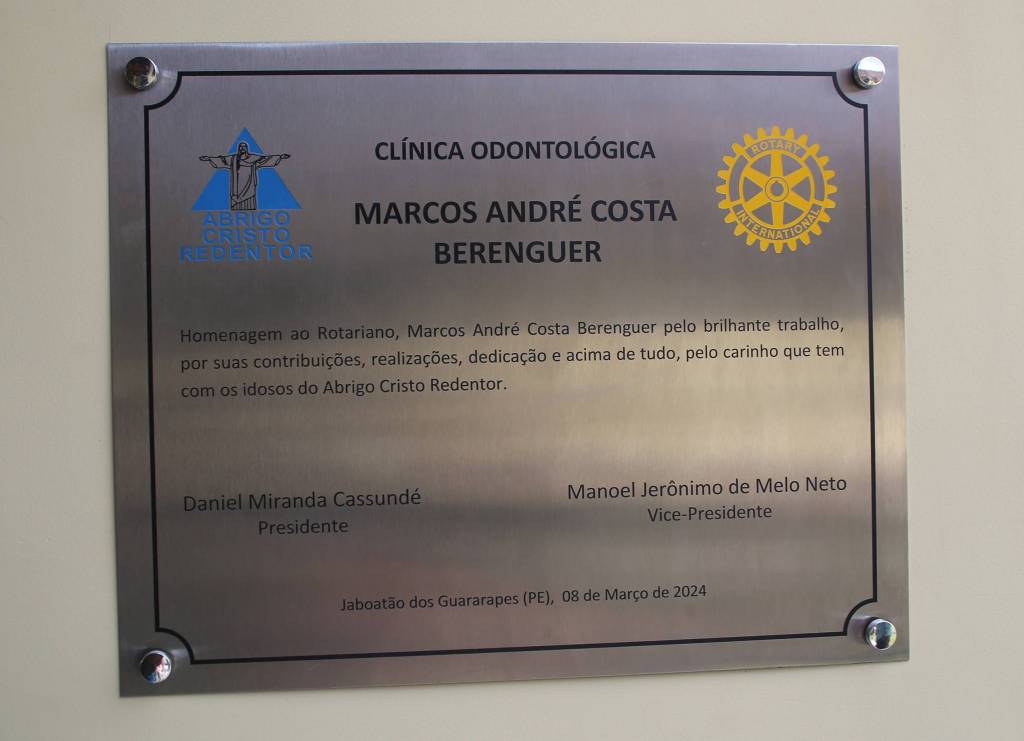 CLÍNICA ODONTOLÓGICA
MARCOS ANDRÉ COSTA
BERENGUER
ABRIGO
CRISTO
REDENTOR
ROTARY
INTERNATIONAL
Homenagem ao Rotariano, Marcos André Costa Berenguer pelo brilhante trabalho,
por suas contribuições, realizações, dedicação e acima de tudo, pelo carinho que tem
com os idosos do Abrigo Cristo Redentor.
Daniel Miranda Cassundé
Presidente
Manoel Jerônimo de Melo Neto
Vice-Presidente
Jaboatão dos Guararapes (PE), 08 de Março de 2024